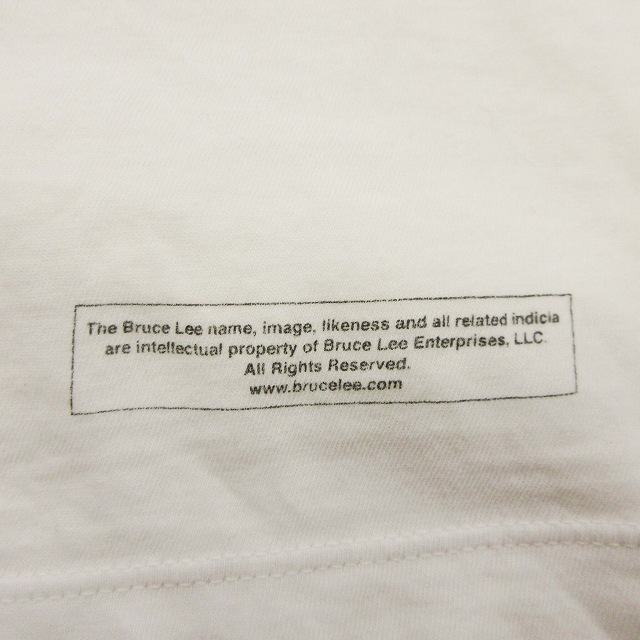 The Bruce Lee name, image, likeness and all related indicia
are intellectual property of Bruce Lee Enterprises, LLC.
All Rights Reserved.
www.brucelee.com